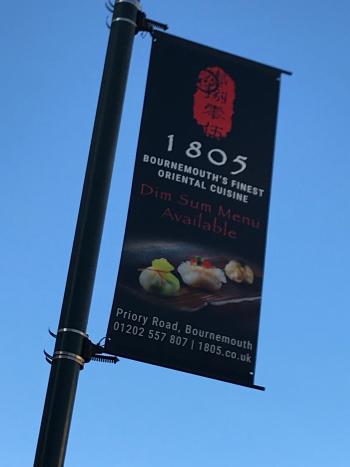 1805
BOURNEMOUTH'S FINEST
ORIENTAL CUISINE
Dim Sum Menu
Available
Priory Road, Bournemouth
01202 557 807 | 1805.co.uk